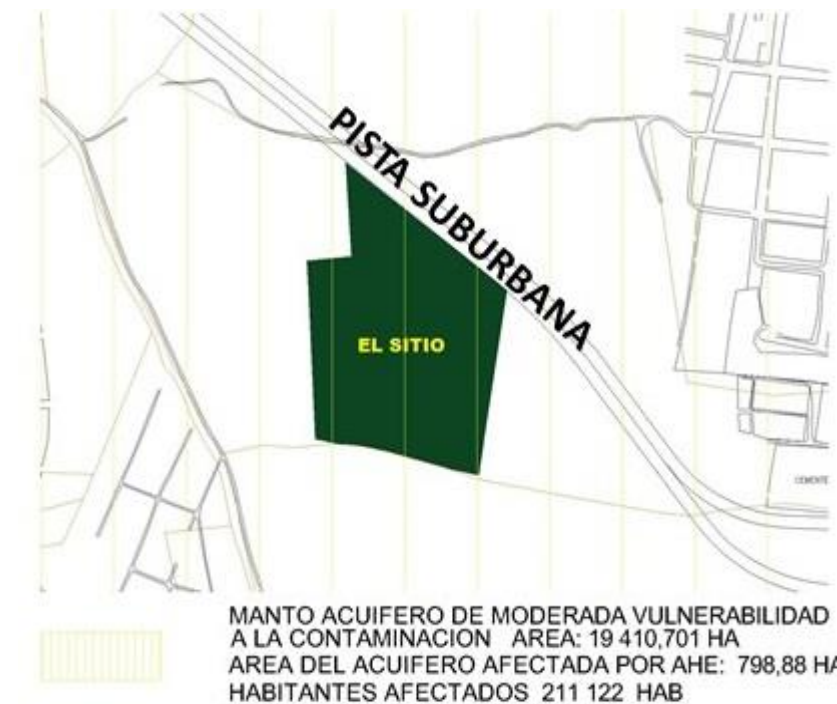 PISTA SUBURBANA
EL SITIO
MANTO ACUIFERO DE MODERADA VULNERABILIDAD
A LA CONTAMINACION AREA: 19 410,701 HA
AREA DEL ACUIFERO AFECTADA POR AHE: 798,88 HA
HABITANTES AFECTADOS 211 122 HAB